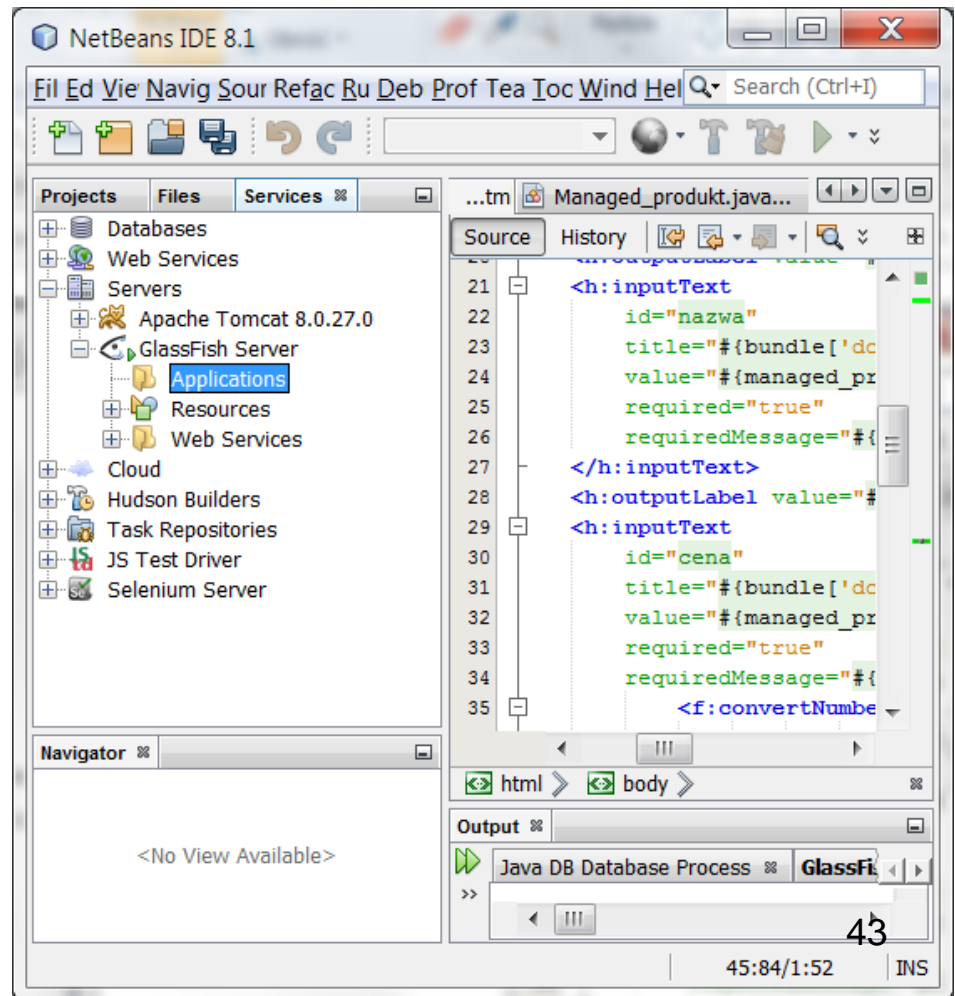 NetBeans IDE 8.1
Fil Ed Vie Navig Sour Refac Ru Deb Prof Tea Toc Wind Hel Search (Ctrl+I)
Projects Files Services
Databases
Web Services
Servers
Apache Tomcat 8.0.27.0
GlassFish Server
Applications
Resources
Web Services
Cloud
Hudson Builders
Task Repositories
JS Test Driver
Selenium Server
Navigator
<No View Available>
...tm Managed_produkt.java...
Source History
21 <h:inputText
22 id="nazwa"
23 title="#{bundle['do
24 value="#{managed_pr
25 required="true"
26 requiredMessage="#{
27 </h:inputText>
28 <h:outputLabel value="#
29 <h:inputText
30 id="cena"
31 title="#{bundle['do
32 value="#{managed_pr
33 required="true"
34 requiredMessage="#{
35 <f:convertNumbe
html body
Output
Java DB Database Process GlassFi
43
45:84/1:52 INS